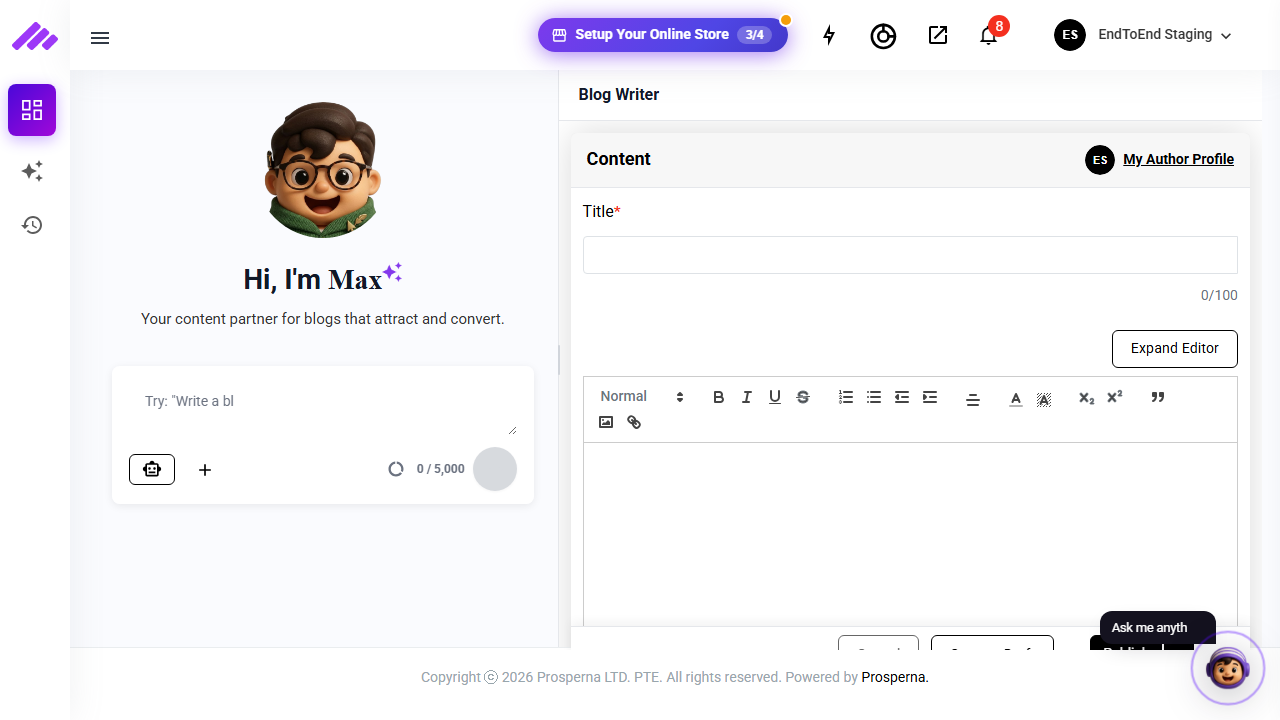 Setup Your Online Store 3/4
8
ES EndToEnd Staging
Blog Writer
Hi, I'm Max
Your content partner for blogs that attract and convert.
Try: "Write a bl
0 / 5,000
Content
ES My Author Profile
Title*
0/100
Expand Editor
Normal
Ask me anyth
Copyright © 2026 Prosperna LTD. PTE. All rights reserved. Powered by Prosperna.